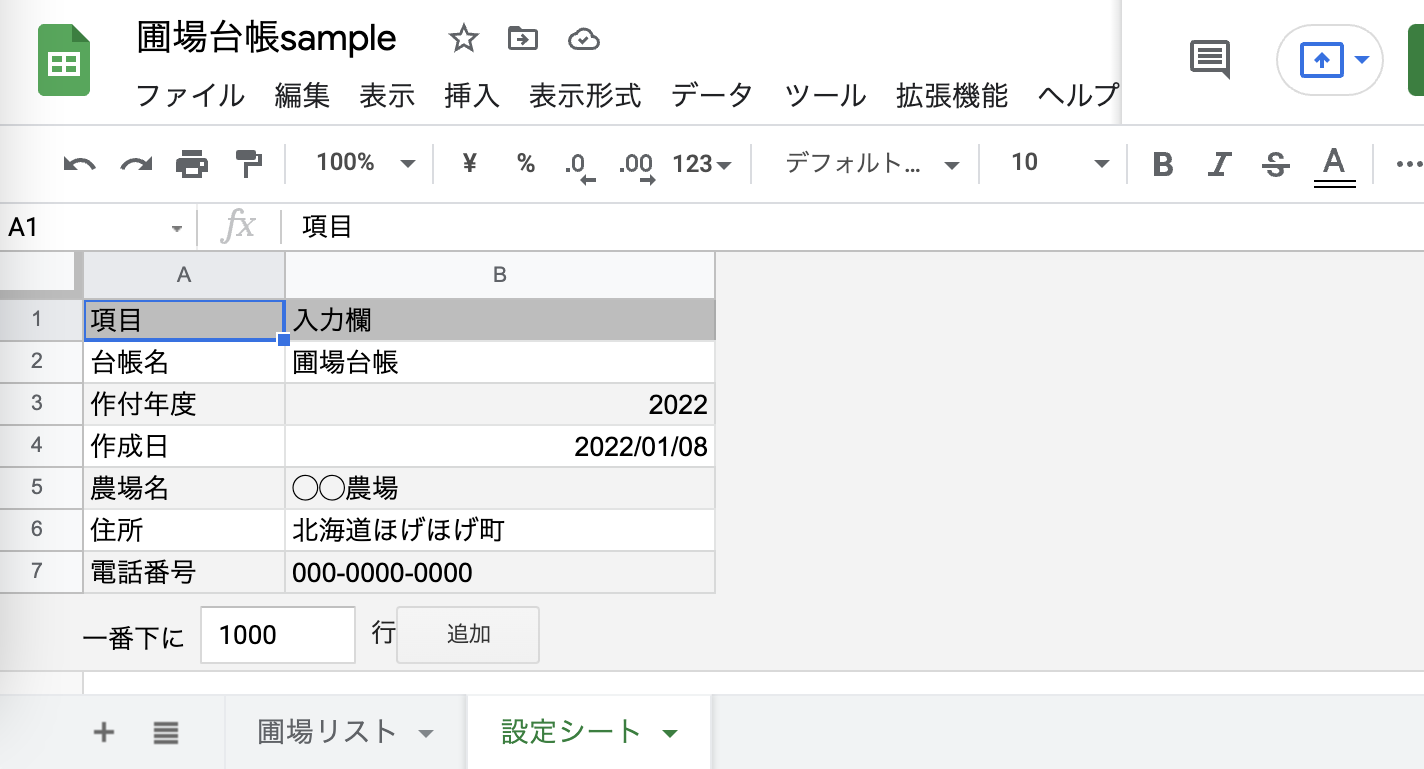 圃場台帳sample
ファイル 編集 表示 挿入 表示形式 データ ツール 拡張機能 ヘルプ
100% ¥ % .0 .00 123 デフォルト... 10 B I S A
A1 fx 項目
A B
1 項目 入力欄
2 台帳名 圃場台帳
3 作付年度 2022
4 作成日 2022/01/08
5 農場名 ◯◯農場
6 住所 北海道ほげほげ町
7 電話番号 000-0000-0000
一番下に 1000 行 追加
圃場リスト 設定シート